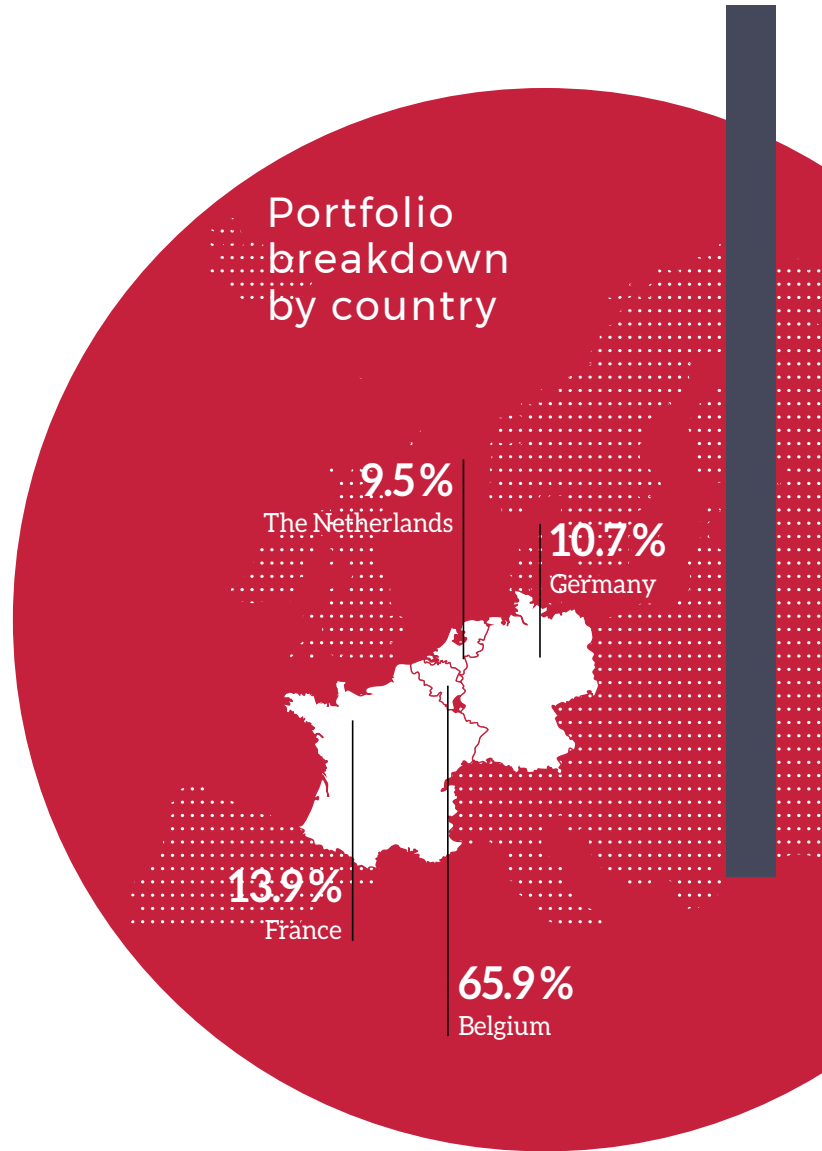 Portfolio
breakdown
by country
9.5%
The Netherlands
10.7%
Germany
13.9%
France
65.9%
Belgium